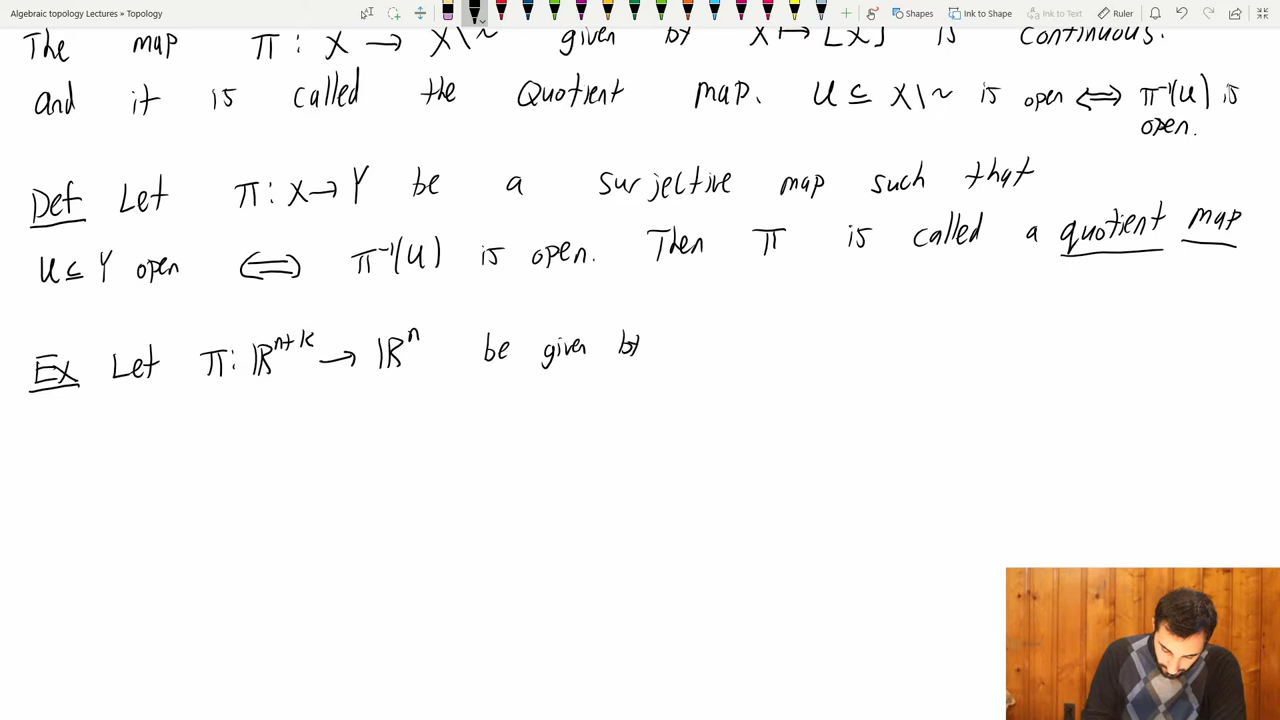 Algebraic topology Lectures » Topology
Shapes
Ink to Shape
Ink to Text
Ruler
The map π : X → X\~ given by X ↦ [X] is continuous.
and it is called the Quotient map. U ⊆ X\~ is open ⟺ π⁻¹(U) is
open.
Def Let π : X → Y be a surjective map such that
U ⊆ Y open ⟺ π⁻¹(U) is open. Then π is called a quotient map
Ex Let π : ℝⁿ⁺ᵏ → ℝⁿ be given by